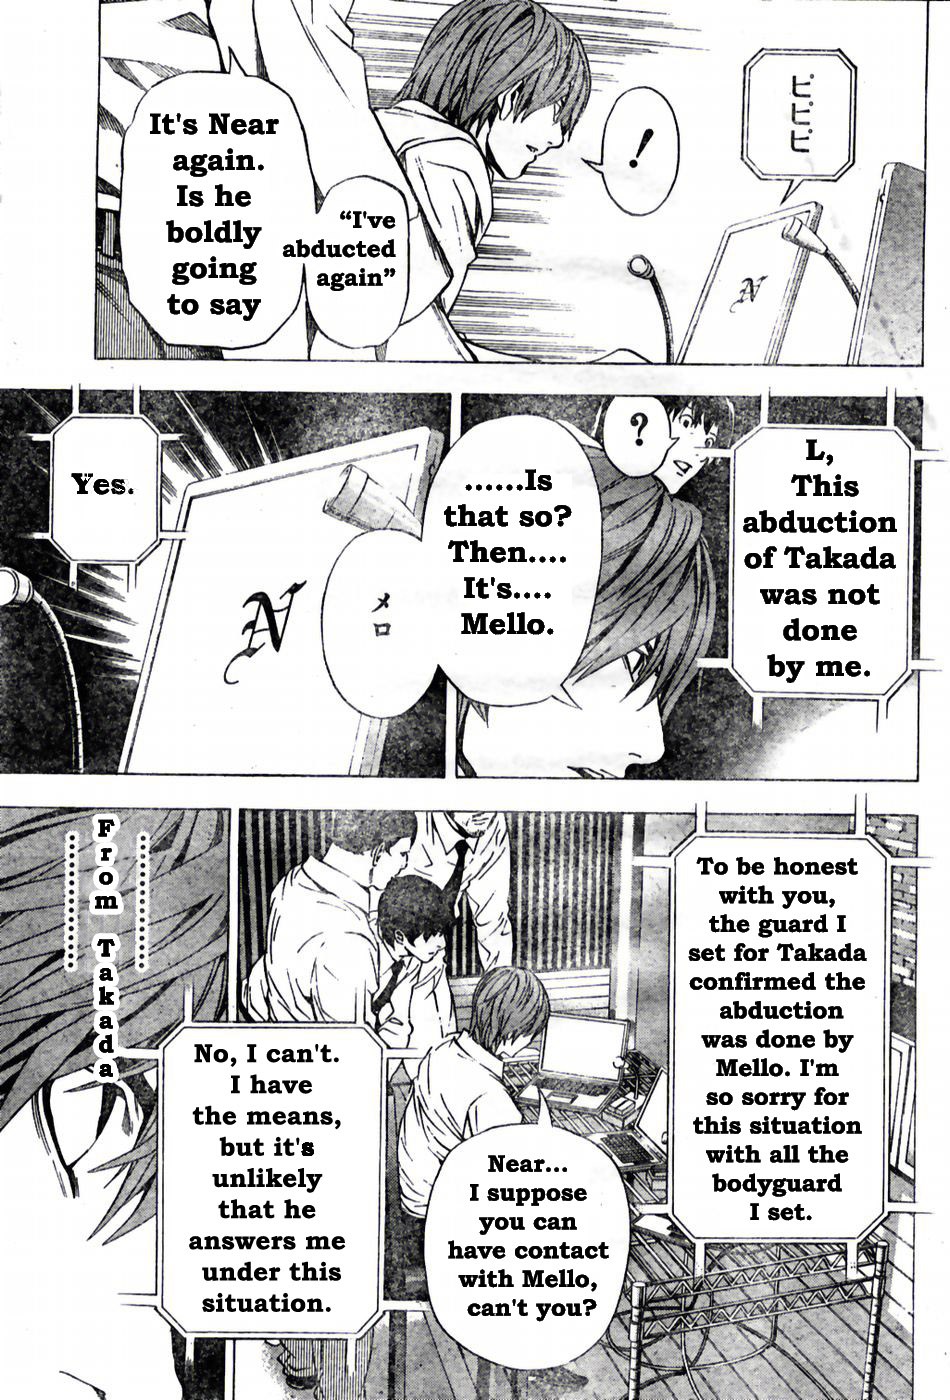 ピピピ
!
It's Near
again.
Is he
boldly
going
to say
“I've
abducted
again”
L,
This
abduction
of Takada
was not
done
by me.
?
......Is
that so?
Then....
It's....
Mello.
メロ
N
N
Yes.
To be honest
with you,
the guard I
set for Takada
confirmed the
abduction
was done by
Mello. I'm
so sorry for
this situation
with all the
bodyguard
I set.
Near...
I suppose
you can
have contact
with Mello,
can't you?
No, I can't.
I have
the means,
but it's
unlikely
that he
answers me
under this
situation.
From Takada